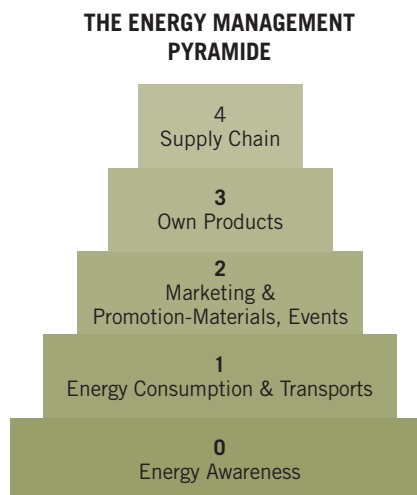 THE ENERGY MANAGEMENT
PYRAMIDE
4
Supply Chain
3
Own Products
2
Marketing &
Promotion-Materials, Events
1
Energy Consumption & Transports
0
Energy Awareness